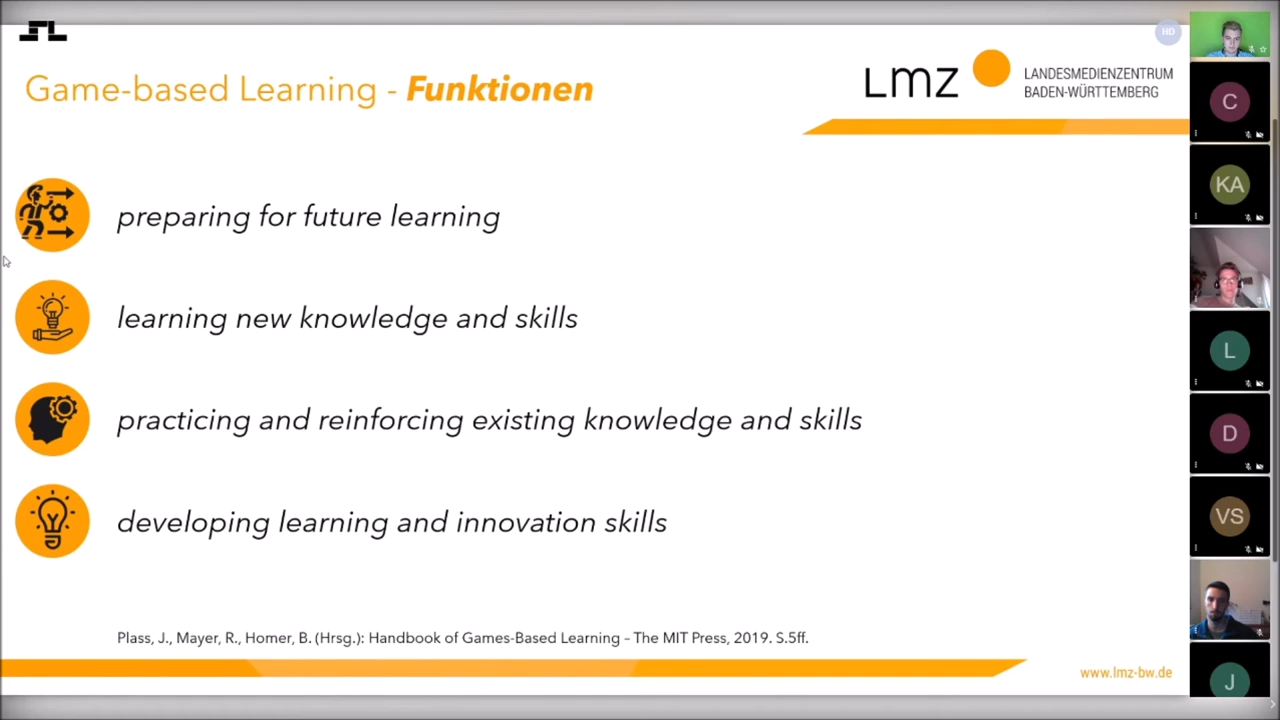 HD
Game-based Learning - Funktionen
LMZ
LANDESMEDIENZENTRUM
BADEN-WÜRTTEMBERG
preparing for future learning
learning new knowledge and skills
practicing and reinforcing existing knowledge and skills
developing learning and innovation skills
Plass, J., Mayer, R., Homer, B. (Hrsg.): Handbook of Games-Based Learning – The MIT Press, 2019. S.5ff.
www.lmz-bw.de
C
KA
L
D
VS
J